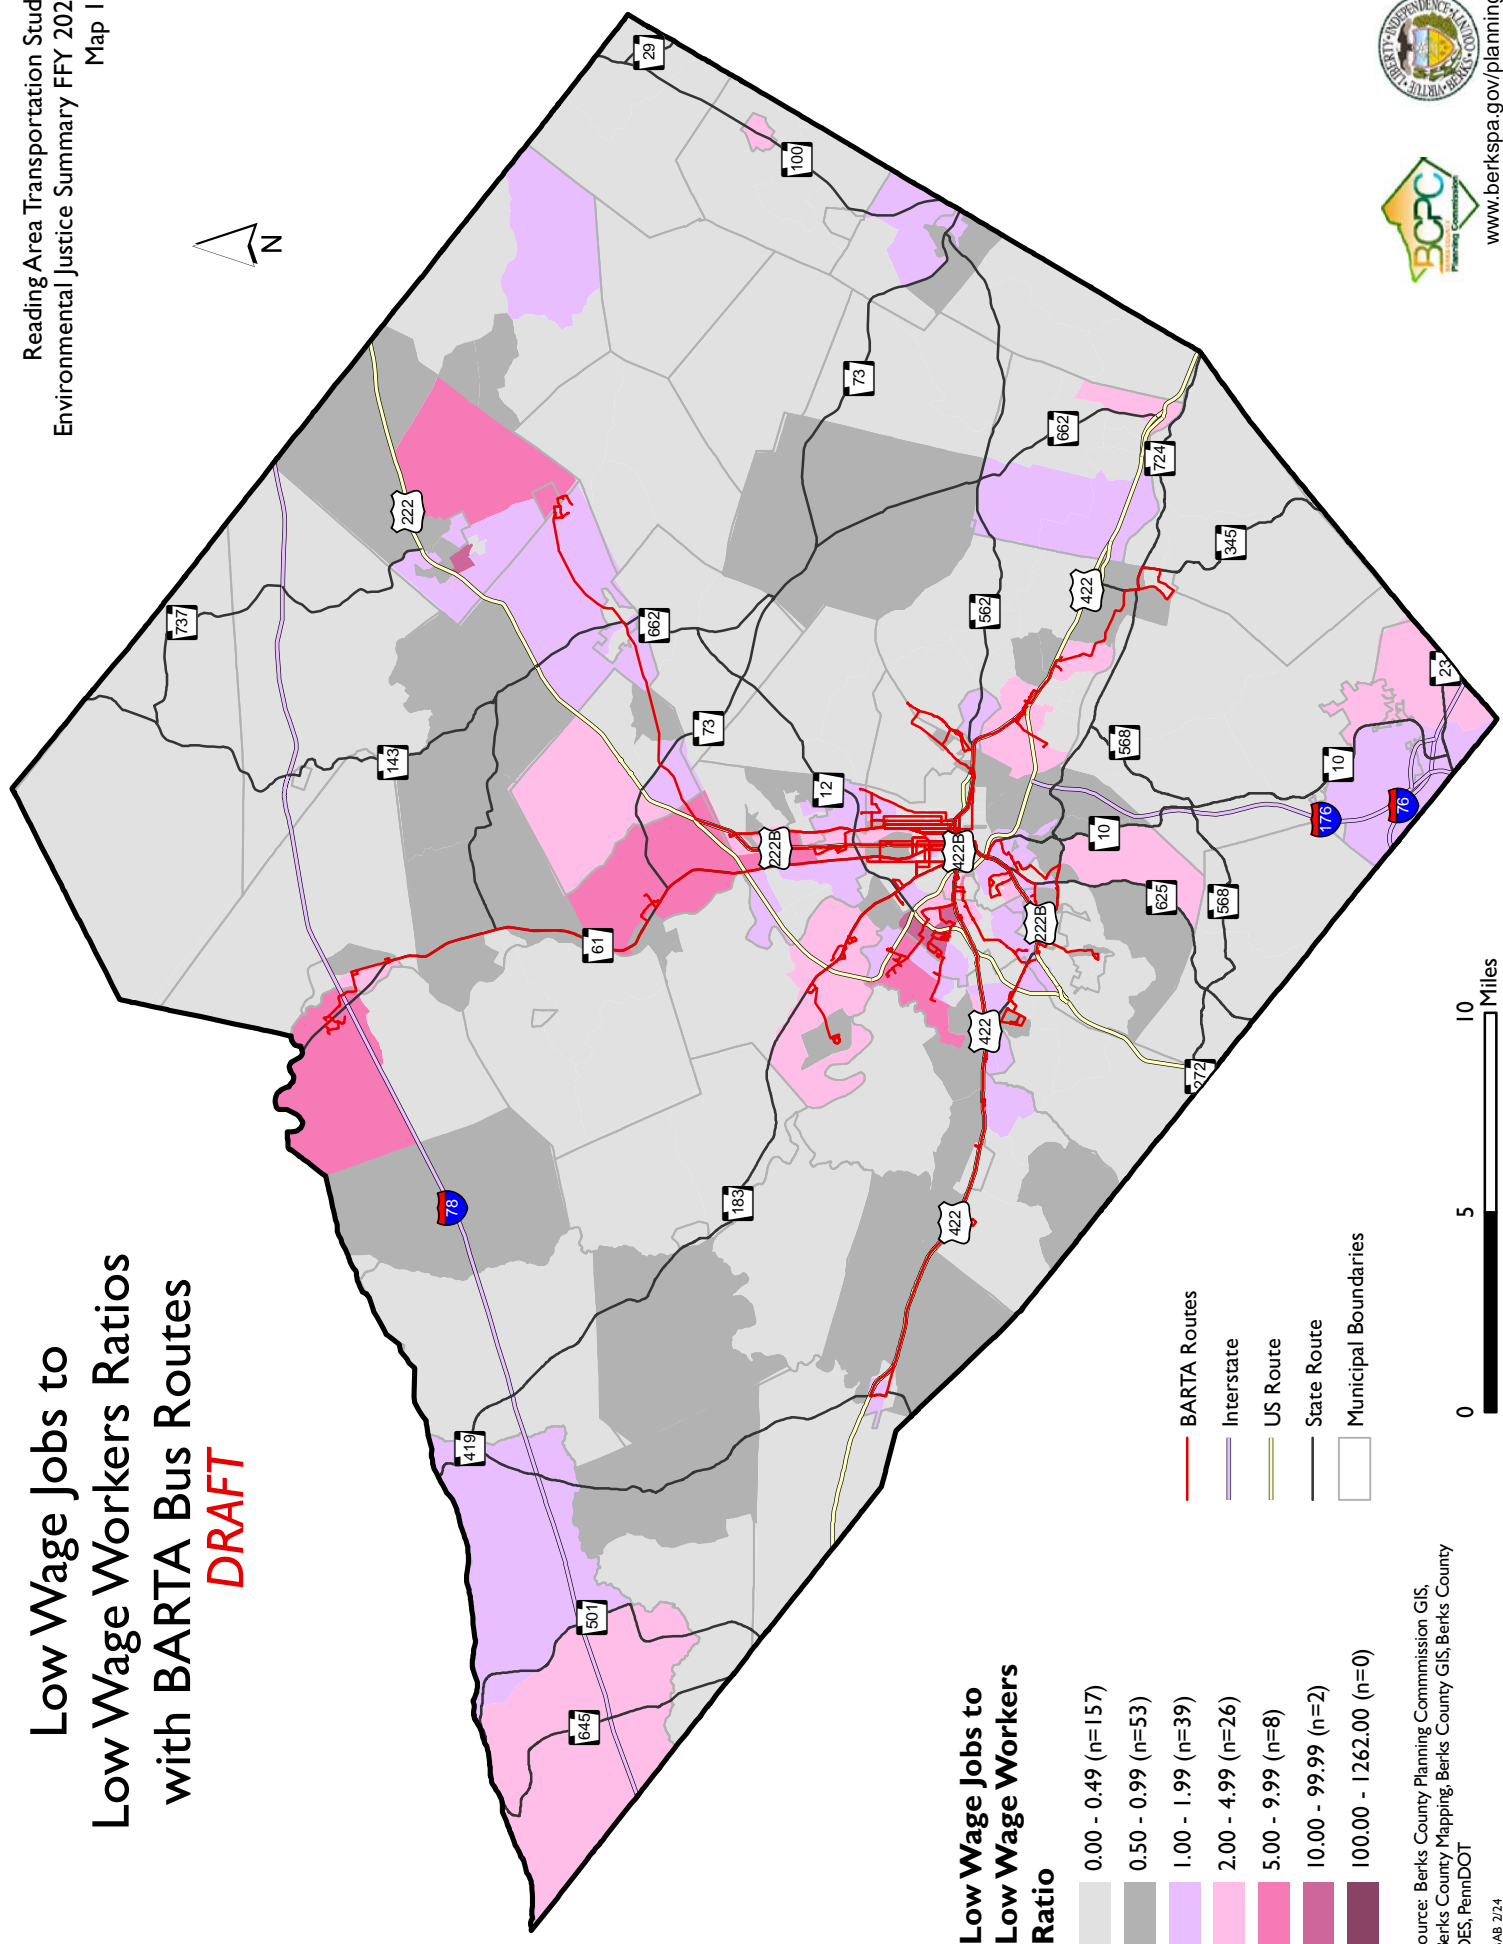 Low Wage Jobs to
Low Wage Workers Ratios
with BARTA Bus Routes
DRAFT
Reading Area Transportation Stud
Environmental Justice Summary FFY 202
Map 1
N
29
100
222
737
73
662
662
724
345
143
562
422
73
12
568
23
10
176
76
10
222B
422B
625
568
222B
61
422
272
78
183
422
419
501
645
Low Wage Jobs to
Low Wage Workers
Ratio
0.00 - 0.49 (n=157)
0.50 - 0.99 (n=53)
1.00 - 1.99 (n=39)
2.00 - 4.99 (n=26)
5.00 - 9.99 (n=8)
10.00 - 99.99 (n=2)
100.00 - 1262.00 (n=0)
BARTA Routes
Interstate
US Route
State Route
Municipal Boundaries
0 5 10
Miles
ource: Berks County Planning Commission GIS,
erks County Mapping, Berks County GIS, Berks County
DES, PennDOT
AB 2/24
BCPC
Planning Commission
www.berkspa.gov/planning